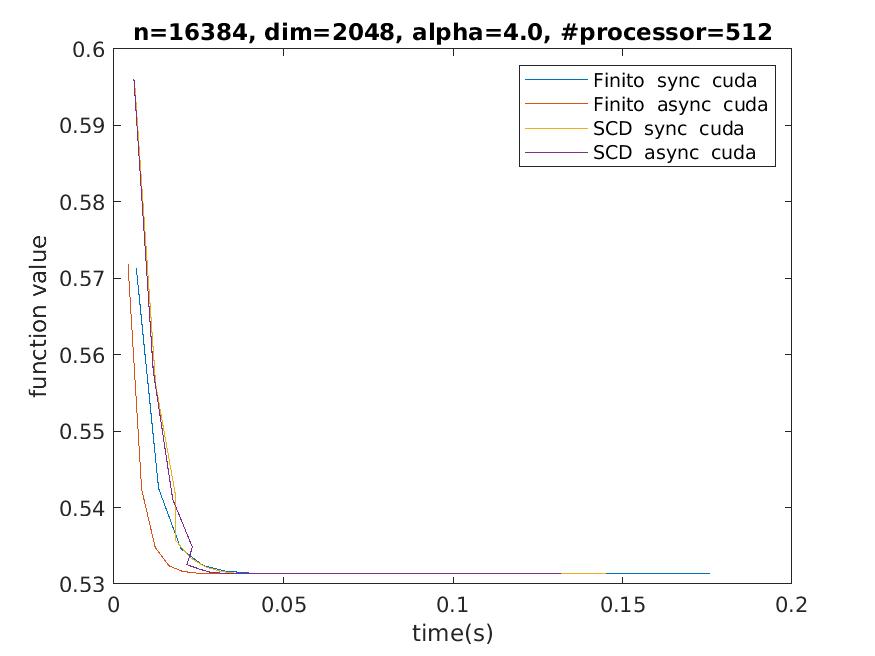 n=16384, dim=2048, alpha=4.0, #processor=512
0.6
0.59
0.58
0.57
0.56
0.55
0.54
0.53
function value
Finito sync cuda
Finito async cuda
SCD sync cuda
SCD async cuda
0
0.05
0.1
0.15
0.2
time(s)